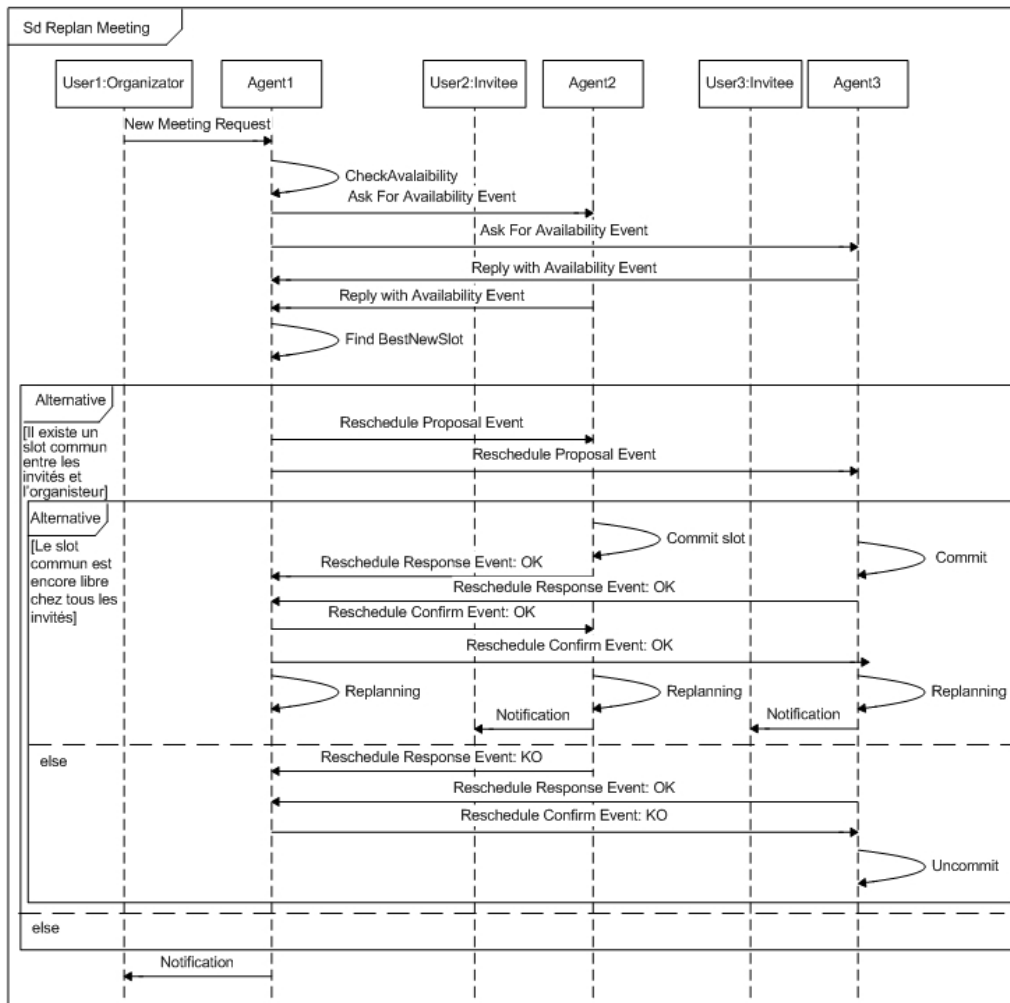 Sd Replan Meeting
User1:Organizator
Agent1
User2:Invitee
Agent2
User3:Invitee
Agent3
New Meeting Request
CheckAvalaibility
Ask For Availability Event
Ask For Availability Event
Reply with Availability Event
Reply with Availability Event
Find BestNewSlot
Alternative
[Il existe un
slot commun
entre les
invités et
l'organisteur]
Reschedule Proposal Event
Reschedule Proposal Event
Alternative
[Le slot
commun est
encore libre
chez tous les
invités]
Commit slot
Commit
Reschedule Response Event: OK
Reschedule Response Event: OK
Reschedule Confirm Event: OK
Reschedule Confirm Event: OK
Replanning
Replanning
Replanning
Notification
Notification
else
Reschedule Response Event: KO
Reschedule Response Event: OK
Reschedule Confirm Event: KO
Uncommit
else
Notification